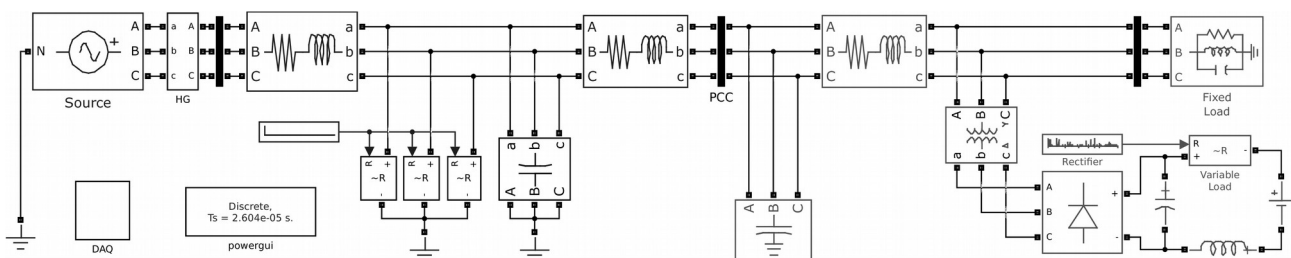 A
a
A
A
a
A
a
A
a
A
N
+
B
b
B
B
b
B
b
B
b
B
C
c
C
C
c
C
c
C
c
C
Source
HG
PCC
Fixed
Load
A
B
C
Y
Δ
a
b
c
Rectifier
R
+
~R
-
Variable
Load
R
+
~R
-
R
+
~R
-
R
+
~R
-
a
b
c
A
B
C
A
B
C
A
B
C
+
-
+
+
Discrete,
Ts = 2.604e-05 s.
powergui
DAQ